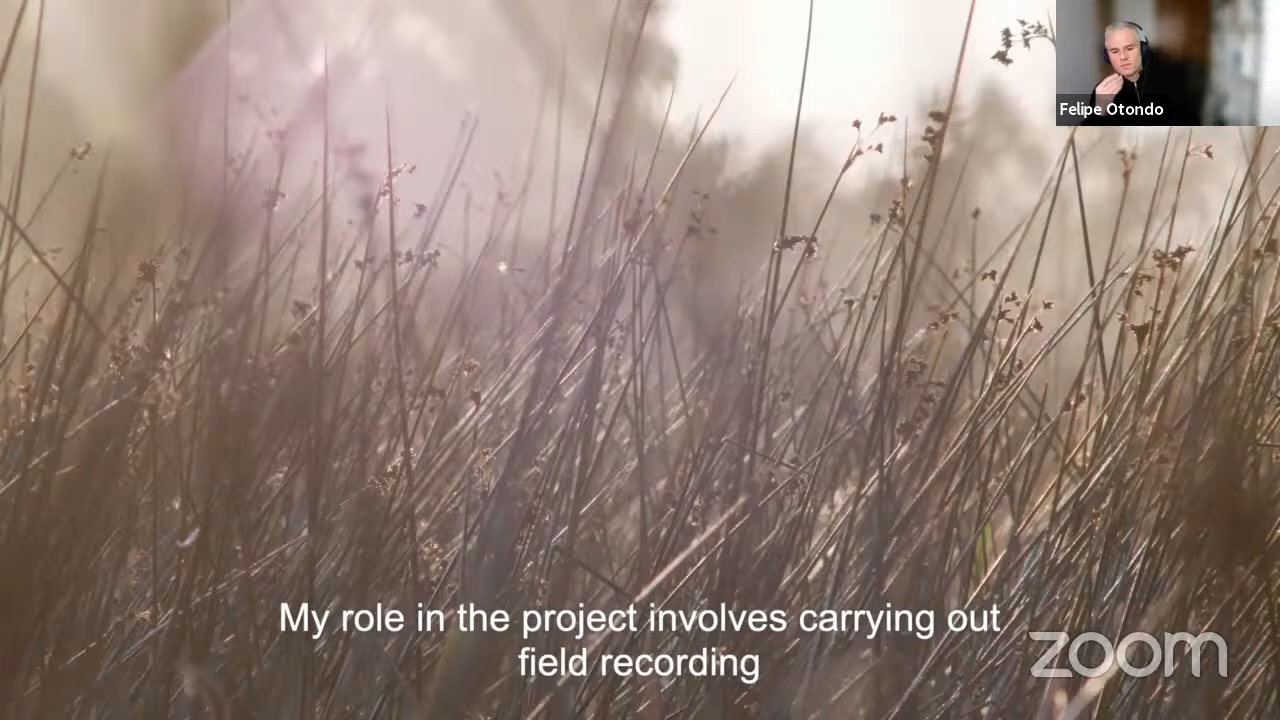 Felipe Otondo
My role in the project involves carrying out
field recording
zoom